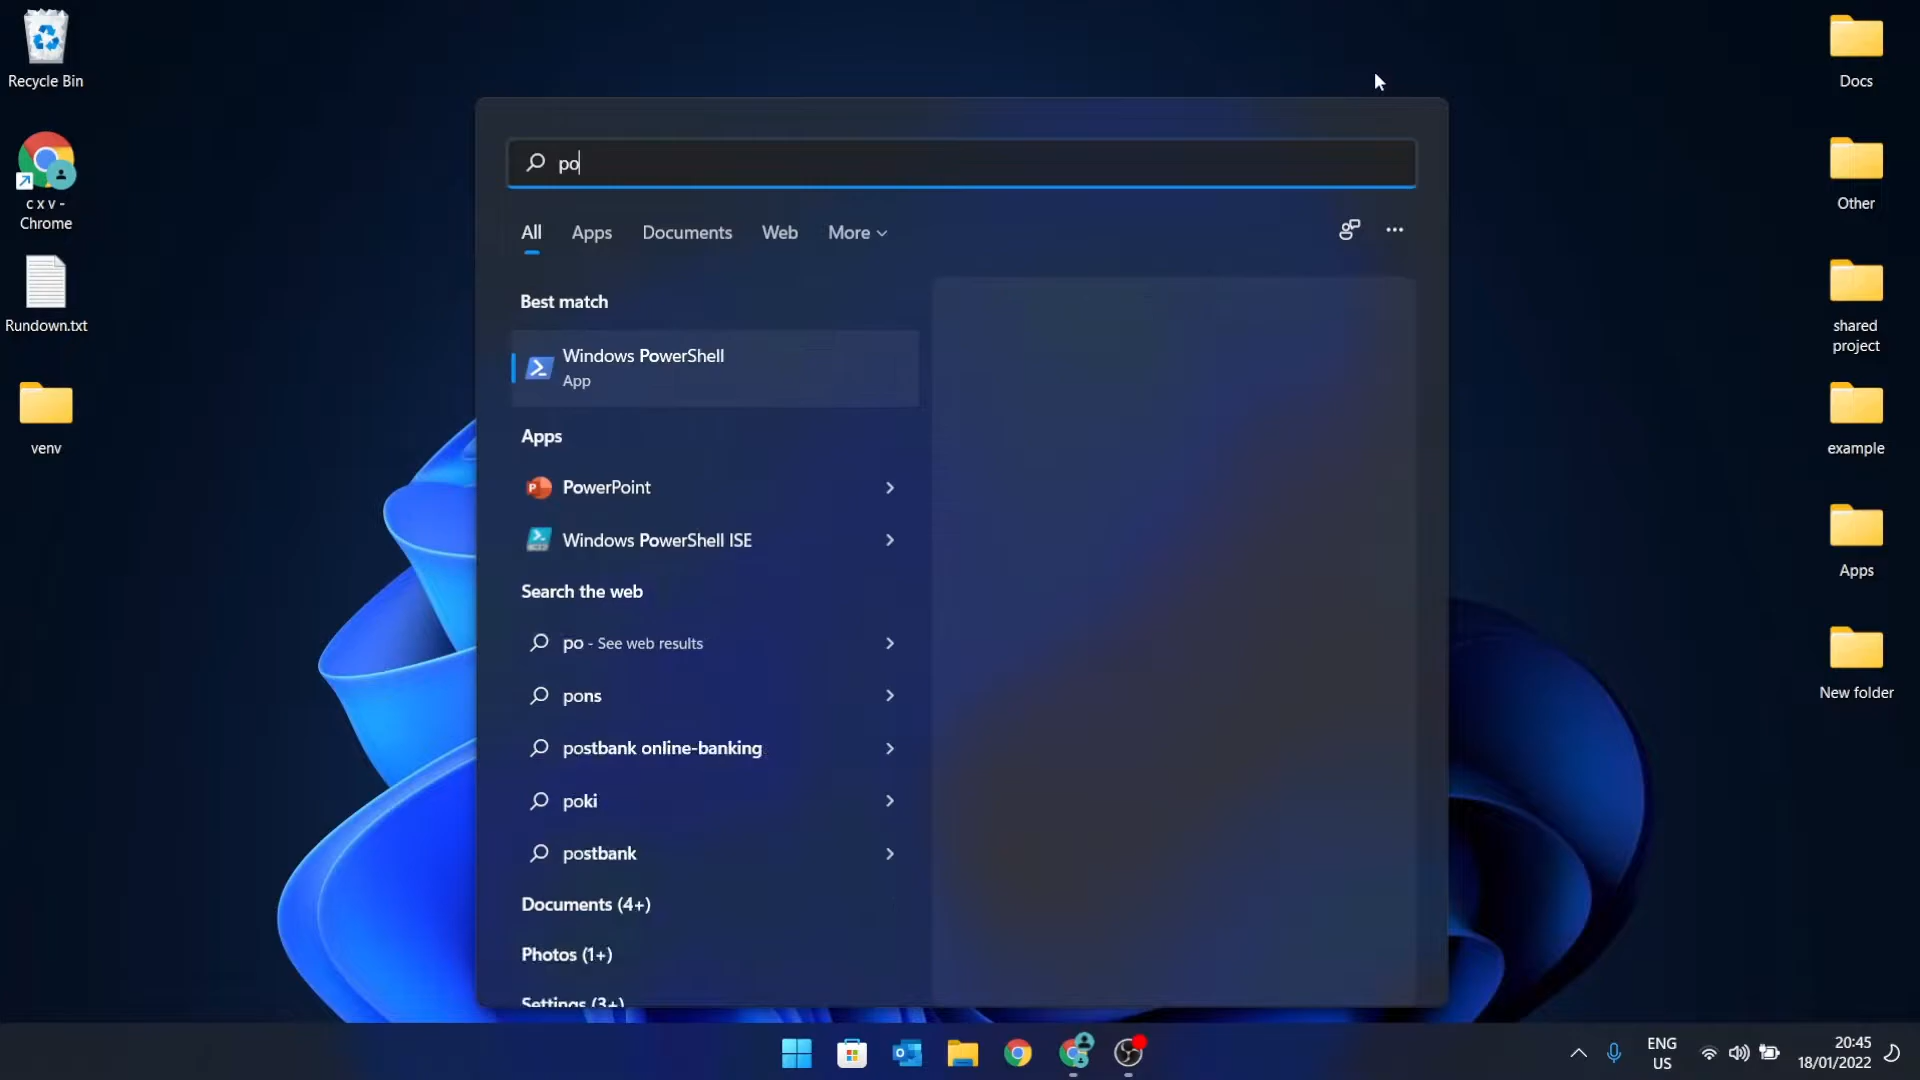 Recycle Bin
c x v -
Chrome
Rundown.txt
venv
po
All
Apps
Documents
Web
More
Best match
Windows PowerShell
App
Apps
PowerPoint
Windows PowerShell ISE
Search the web
po - See web results
pons
postbank online-banking
poki
postbank
Documents (4+)
Photos (1+)
Settings (3+)
Docs
Other
shared
project
example
Apps
New folder
ENG
US
20:45
18/01/2022